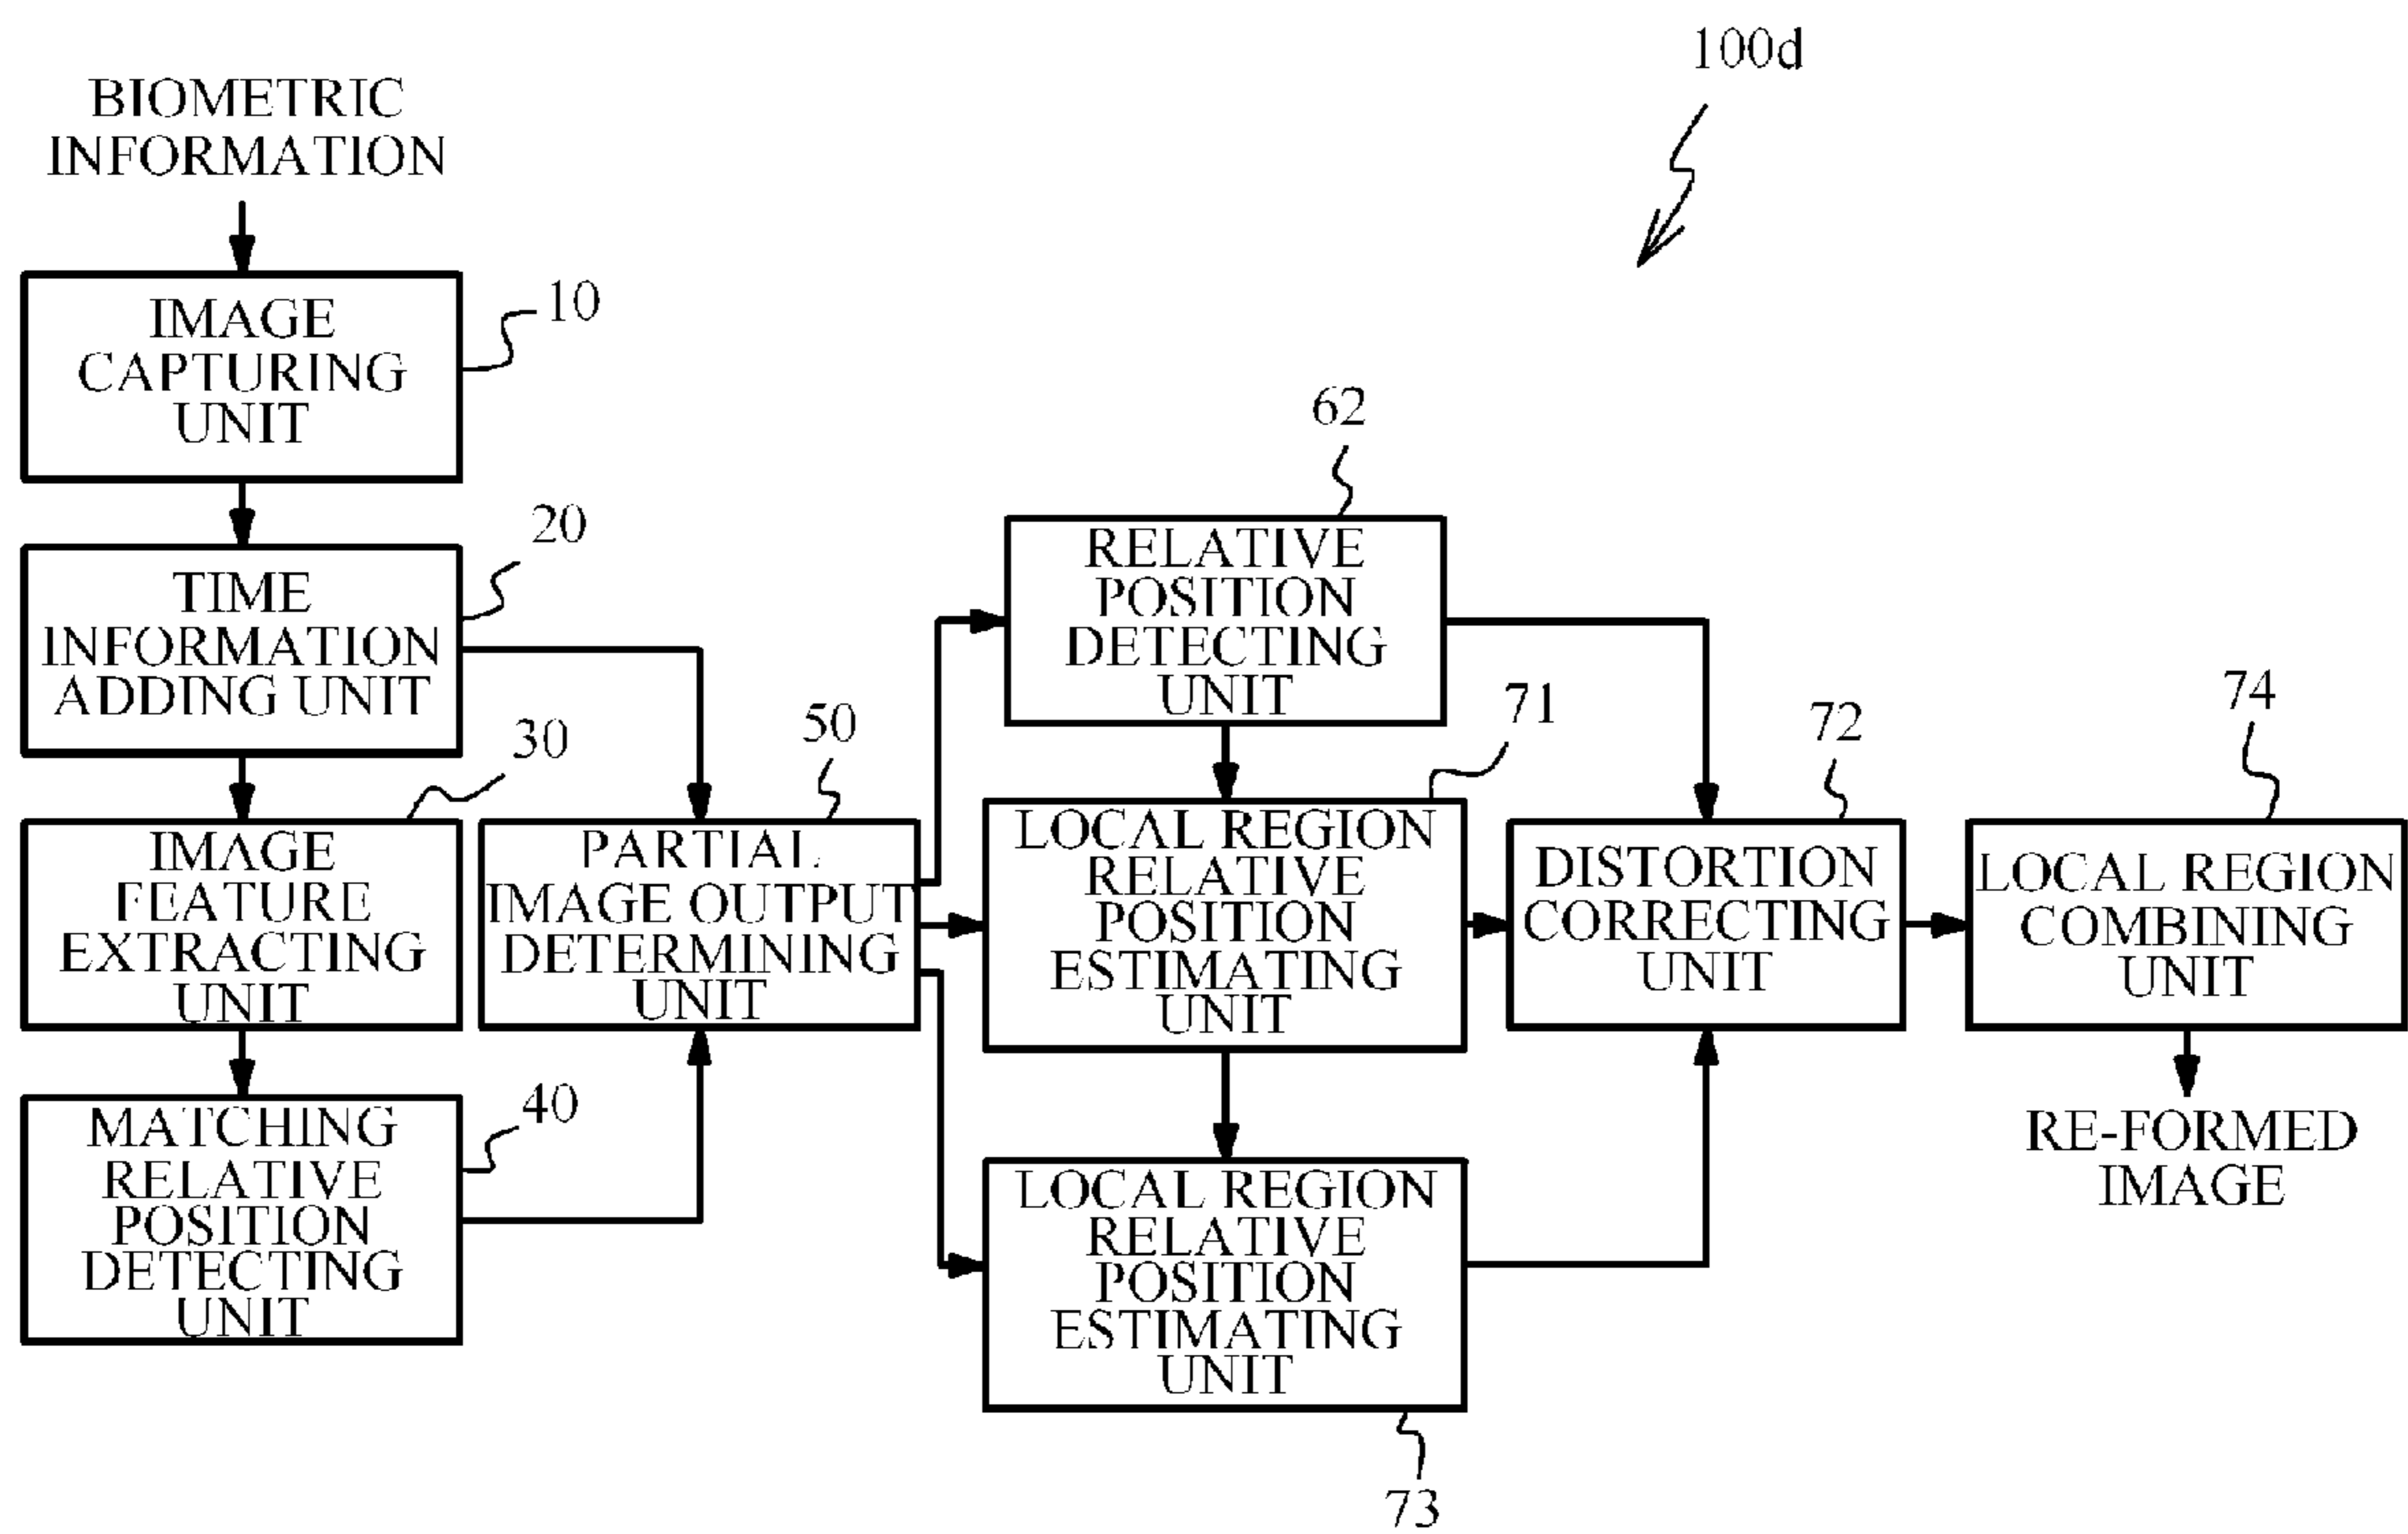 100d
BIOMETRIC
INFORMATION
IMAGE
CAPTURING
UNIT
10
TIME
INFORMATION
ADDING UNIT
20
IMAGE
FEATURE
EXTRACTING
UNIT
30
MATCHING
RELATIVE
POSITION
DETECTING
UNIT
40
PARTIAL
IMAGE OUTPUT
DETERMINING
UNIT
50
RELATIVE
POSITION
DETECTING
UNIT
62
LOCAL REGION
RELATIVE
POSITION
ESTIMATING
UNIT
71
LOCAL REGION
RELATIVE
POSITION
ESTIMATING
UNIT
73
DISTORTION
CORRECTING
UNIT
72
LOCAL REGION
COMBINING
UNIT
74
RE-FORMED
IMAGE